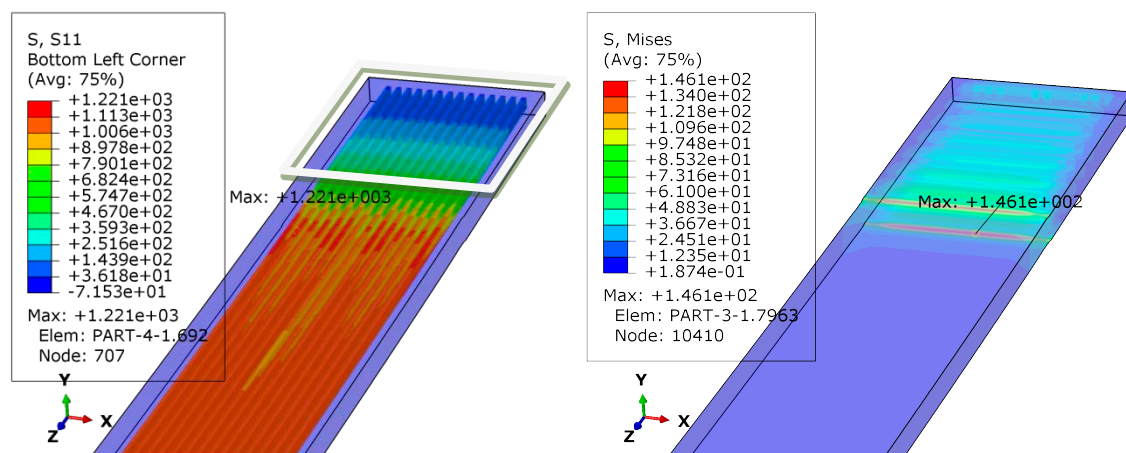 S, S11
Bottom Left Corner
(Avg: 75%)
+1.221e+03
+1.113e+03
+1.006e+03
+8.978e+02
+7.901e+02
+6.824e+02
+5.747e+02
+4.670e+02
+3.593e+02
+2.516e+02
+1.439e+02
+3.618e+01
-7.153e+01
Max: +1.221e+03
Elem: PART-4-1.692
Node: 707
Max: +1.221e+003
Y
X
Z
S, Mises
(Avg: 75%)
+1.461e+02
+1.340e+02
+1.218e+02
+1.096e+02
+9.748e+01
+8.532e+01
+7.316e+01
+6.100e+01
+4.883e+01
+3.667e+01
+2.451e+01
+1.235e+01
+1.874e-01
Max: +1.461e+02
Elem: PART-3-1.7963
Node: 10410
Max: +1.461e+002
Y
X
Z